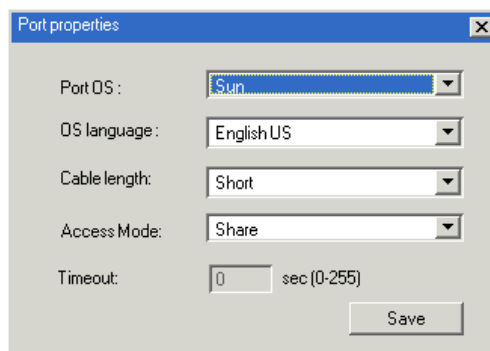 Port properties
Port OS : Sun
OS language : English US
Cable length: Short
Access Mode: Share
Timeout: 0 sec (0-255)
Save